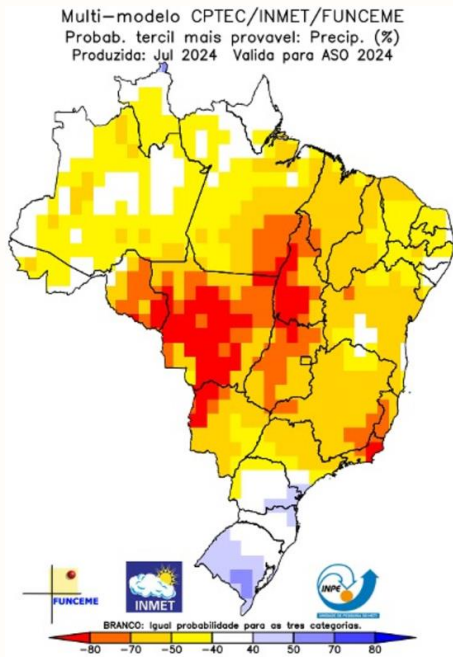 Multi-modelo CPTEC/INMET/FUNCEME
Probab. tercil mais provavel: Precip. (%)
Produzida: Jul 2024 Valida para ASO 2024
FUNCEME
INMET
INPE
BRANCO: Igual probabilidade para as tres categorias.
-80 -70 -50 -40 40 50 70 80